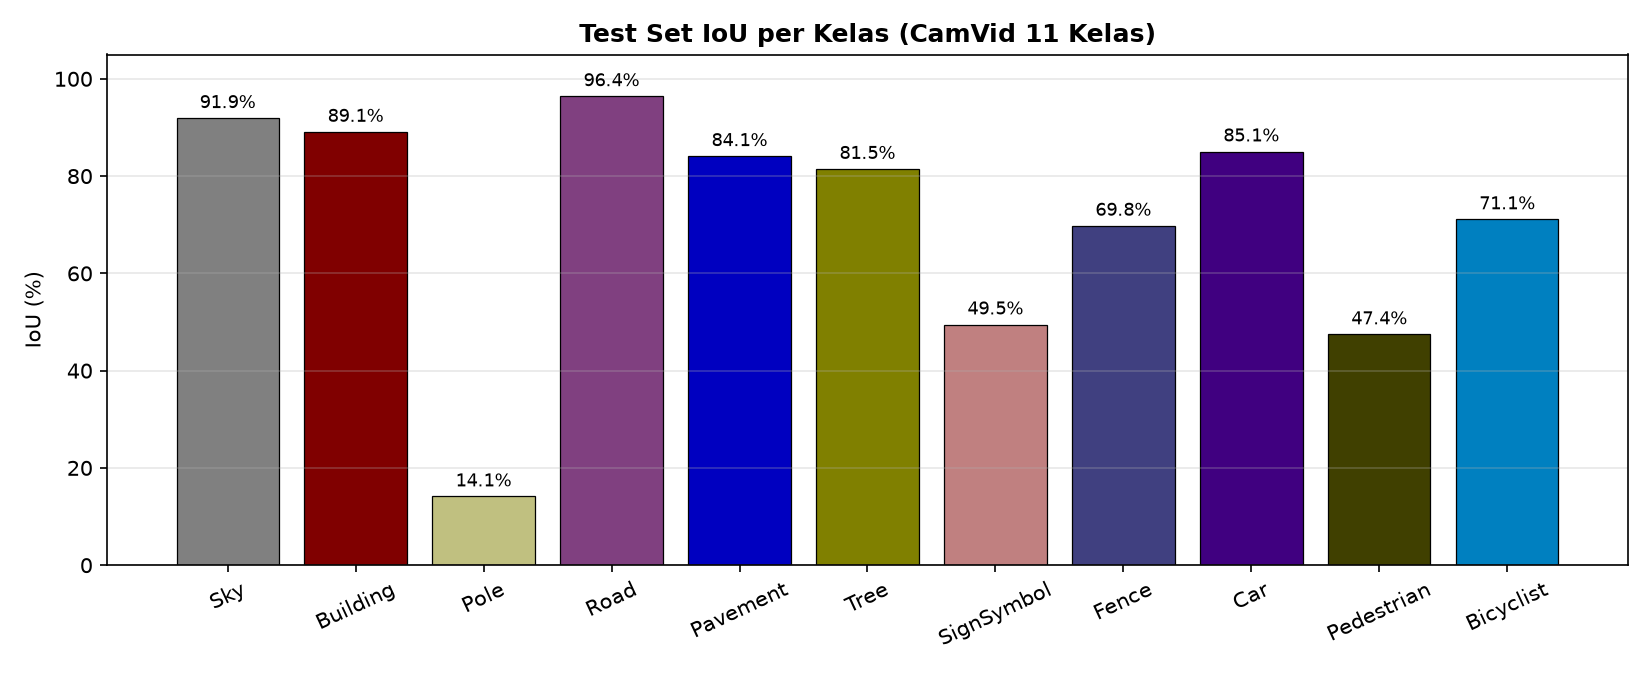 Test Set IoU per Kelas (CamVid 11 Kelas)
IoU (%)
100
80
60
40
20
0
91.9%
89.1%
14.1%
96.4%
84.1%
81.5%
49.5%
69.8%
85.1%
47.4%
71.1%
Sky
Building
Pole
Road
Pavement
Tree
SignSymbol
Fence
Car
Pedestrian
Bicyclist